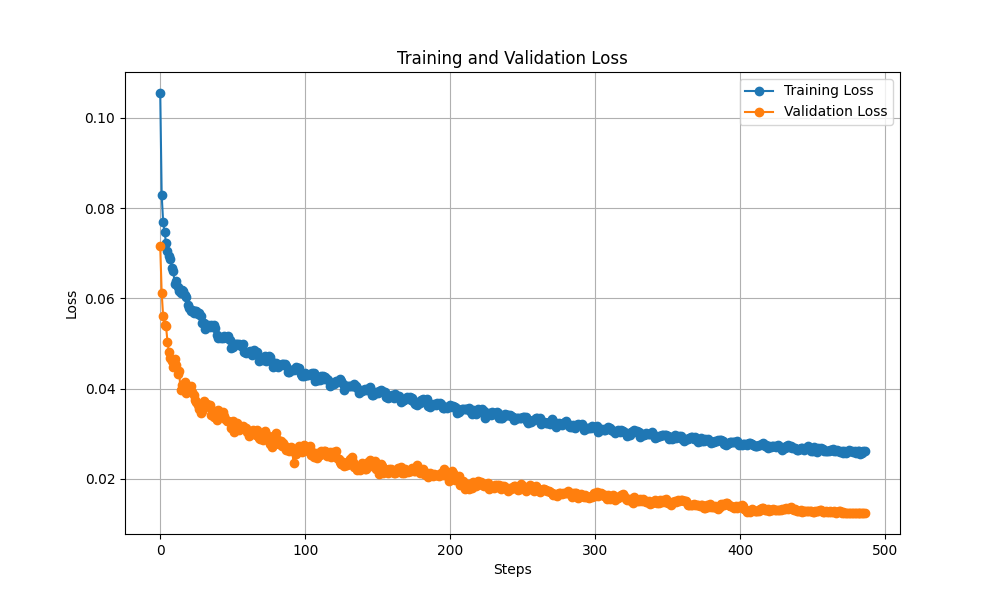 Training and Validation Loss
Training Loss
Validation Loss
0.10
0.08
0.06
0.04
0.02
Loss
0 100 200 300 400 500
Steps